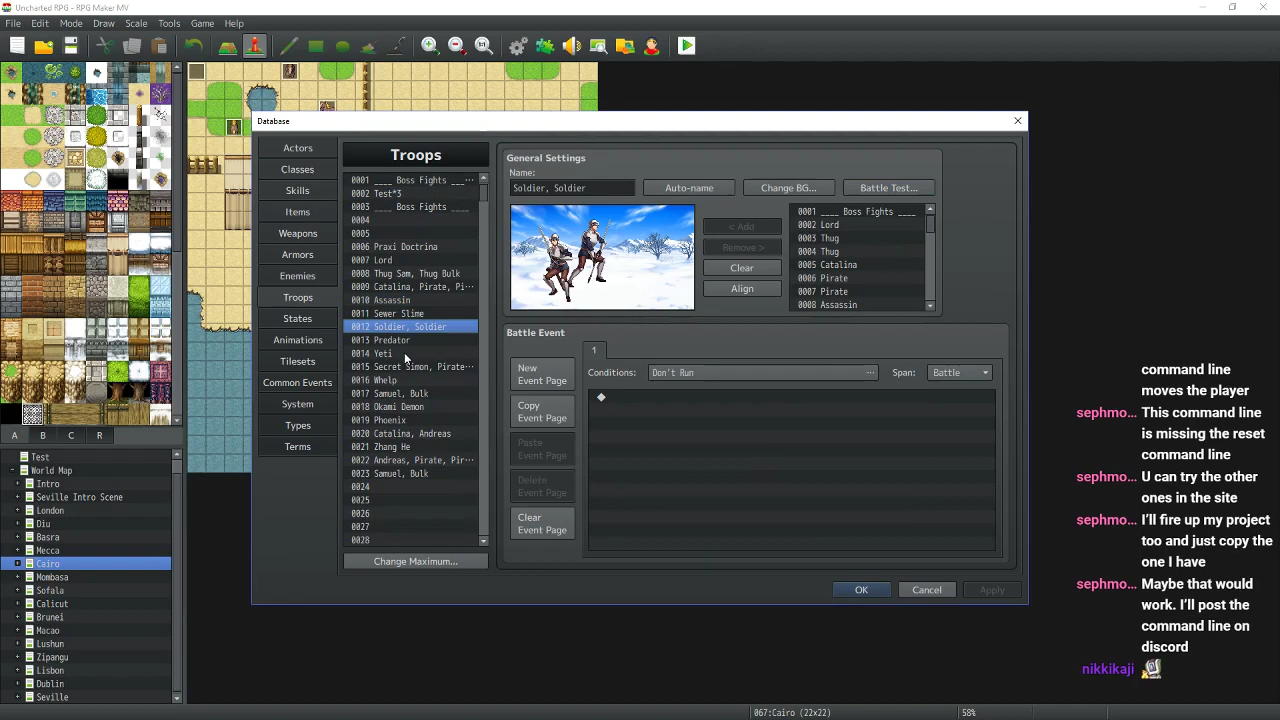 Uncharted RPG - RPG Maker MV
File Edit Mode Draw Scale Tools Game Help
Database
Actors
Classes
Skills
Items
Weapons
Armors
Enemies
Troops
States
Animations
Tilesets
Common Events
System
Types
Terms
Troops
0001 ____ Boss Fights ___ ···
0002 Test*3
0003 ____ Boss Fights ____
0004
0005
0006 Praxi Doctrina
0007 Lord
0008 Thug Sam, Thug Bulk
0009 Catalina, Pirate, Pi···
0010 Assassin
0011 Sewer Slime
0012 Soldier, Soldier
0013 Predator
0014 Yeti
0015 Secret Simon, Pirate···
0016 Whelp
0017 Samuel, Bulk
0018 Okami Demon
0019 Phoenix
0020 Catalina, Andreas
0021 Zhang He
0022 Andreas, Pirate, Pir···
0023 Samuel, Bulk
0024
0025
0026
0027
0028
Change Maximum...
General Settings
Name:
Soldier, Soldier
Auto-name
Change BG...
Battle Test...
< Add
Remove >
Clear
Align
0001 ____ Boss Fights ____
0002 Lord
0003 Thug
0004 Thug
0005 Catalina
0006 Pirate
0007 Pirate
0008 Assassin
Battle Event
1
New
Event Page
Copy
Event Page
Paste
Event Page
Delete
Event Page
Clear
Event Page
Conditions: Don't Run ...
Span: Battle
OK
Cancel
Apply
A B C R
Test
World Map
Intro
Seville Intro Scene
London
Diu
Basra
Mecca
Cairo
Mombasa
Sofala
Calicut
Brunei
Macao
Lushun
Zipangu
Lisbon
Dublin
Seville
067:Cairo (22x22)
58%
command line
moves the player
sephmo... This command line
is missing the reset
command line
sephmo... U can try the other
ones in the site
sephmo... I'll fire up my project
too and just copy the
one I have
sephmo... Maybe that would
work. I'll post the
command line on
discord
nikkikaji